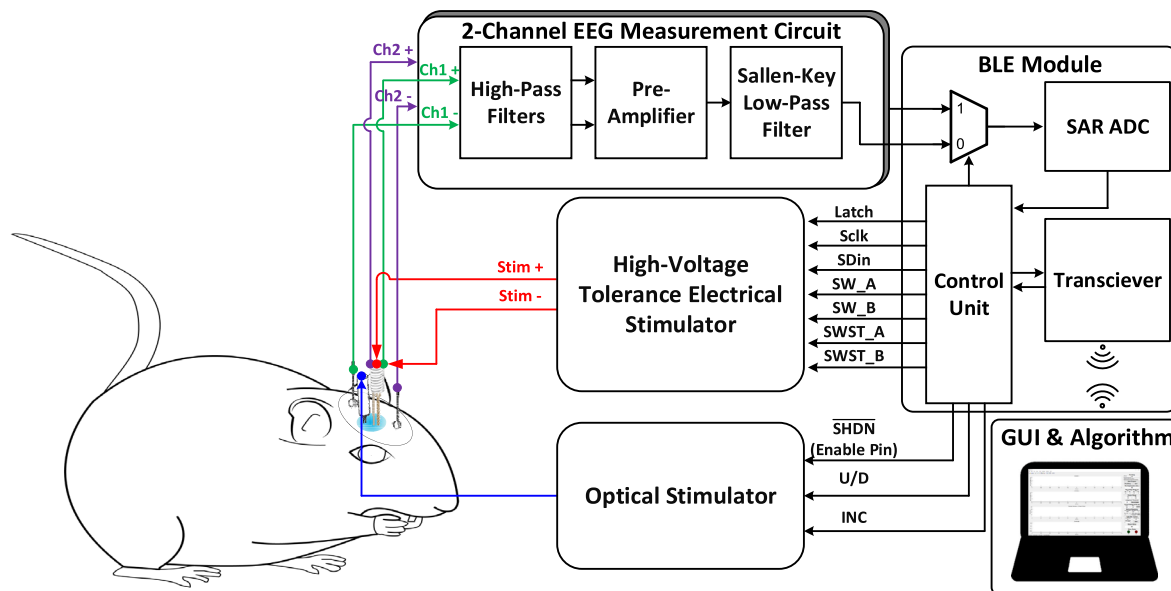 2-Channel EEG Measurement Circuit
Ch2 +
Ch1 +
Ch2 -
Ch1 -
High-Pass
Filters
Pre-
Amplifier
Sallen-Key
Low-Pass
Filter
BLE Module
1
0
SAR ADC
Control
Unit
Transciever
Latch
Sclk
SDin
SW_A
SW_B
SWST_A
SWST_B
Stim +
Stim -
High-Voltage
Tolerance Electrical
Stimulator
Optical Stimulator
SHDN
(Enable Pin)
U/D
INC
GUI & Algorithm